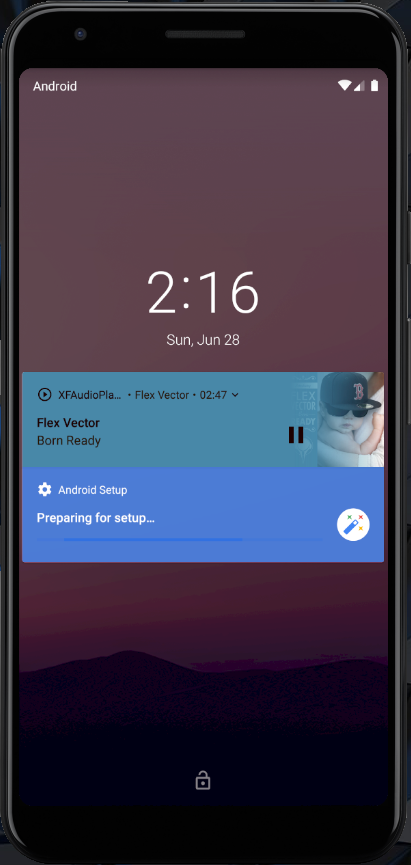 Android
2:16
Sun, Jun 28
XFAudioPla... • Flex Vector • 02:47
Flex Vector
Born Ready
Android Setup
Preparing for setup...